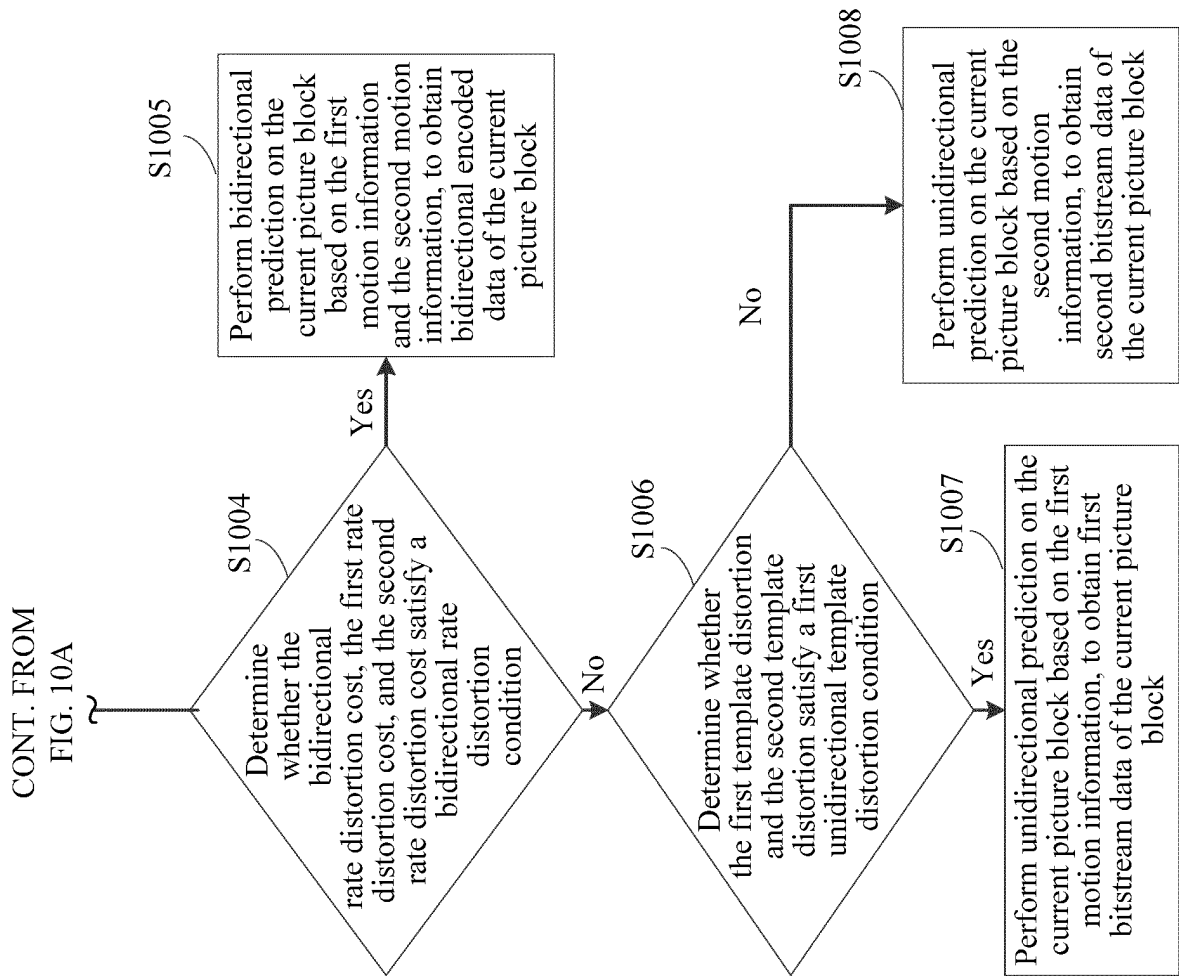 CONT. FROM
FIG. 10A
S1004
Determine
whether the
bidirectional
rate distortion cost, the first rate
distortion cost, and the second
rate distortion cost satisfy a
bidirectional rate
distortion
condition
Yes
S1005
Perform bidirectional
prediction on the
current picture block
based on the first
motion information
and the second motion
information, to obtain
bidirectional encoded
data of the current
picture block
No
S1006
Determine whether
the first template distortion
and the second template
distortion satisfy a first
unidirectional template
distortion condition
No
S1008
Perform unidirectional
prediction on the current
picture block based on the
second motion
information, to obtain
second bitstream data of
the current picture block
Yes
S1007
Perform unidirectional prediction on the
current picture block based on the first
motion information, to obtain first
bitstream data of the current picture
block